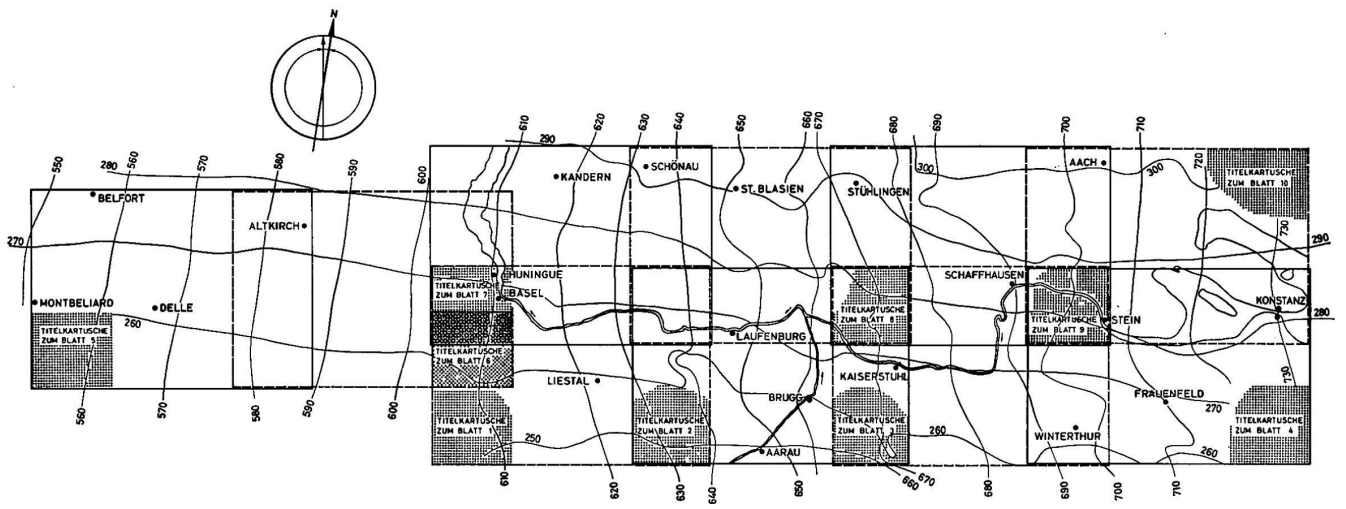 N
550
280
560
570
580
590
600
610
620
630
640
650
660
670
680
690
700
710
290
300
300
720
AACH
SCHÖNAU
KANDERN
ST. BLASIEN
STÜHLINGEN
TITELKARTUSCHE
ZUM BLATT 10
BELFORT
ALTKIRCH
730
270
290
HUNINGUE
SCHAFFHAUSEN
TITELKARTUSCHE
ZUM BLATT 7
BASEL
MONTBELIARD
DELLE
KONSTANZ
TITELKARTUSCHE
ZUM BLATT 8
TITELKARTUSCHE
ZUM BLATT 9
STEIN
280
260
TITELKARTUSCHE
ZUM BLATT 5
LAUFENBURG
TITELKARTUSCHE
ZUM BLATT 6
LIESTAL
KAISERSTUHL
730
BRUGG
FRAUENFELD
270
560
570
580
590
600
TITELKARTUSCHE
ZUM BLATT 1
TITELKARTUSCHE
ZUM BLATT 2
TITELKARTUSCHE
ZUM BLATT 3
TITELKARTUSCHE
ZUM BLATT 4
250
260
WINTERTHUR
AARAU
260
610
620
630
640
650
660
670
680
690
700
710